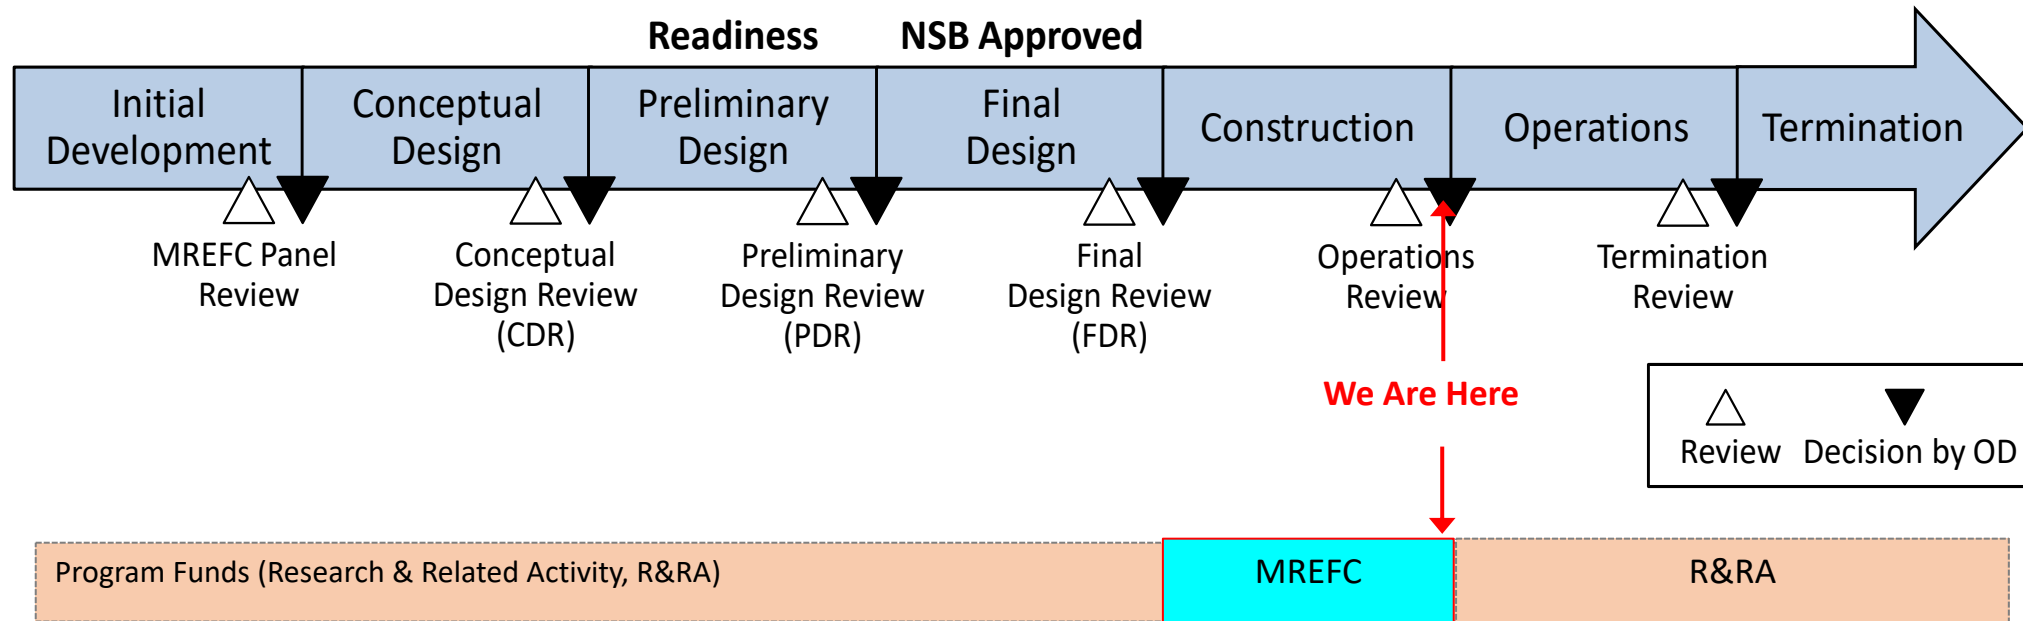 Readiness
NSB Approved
Initial
Development
Conceptual
Design
Preliminary
Design
Final
Design
Construction
Operations
Termination
MREFC Panel
Review
Conceptual
Design Review
(CDR)
Preliminary
Design Review
(PDR)
Final
Design Review
(FDR)
Operations
Review
Termination
Review
We Are Here
Review
Decision by OD
Program Funds (Research & Related Activity, R&RA)
MREFC
R&RA